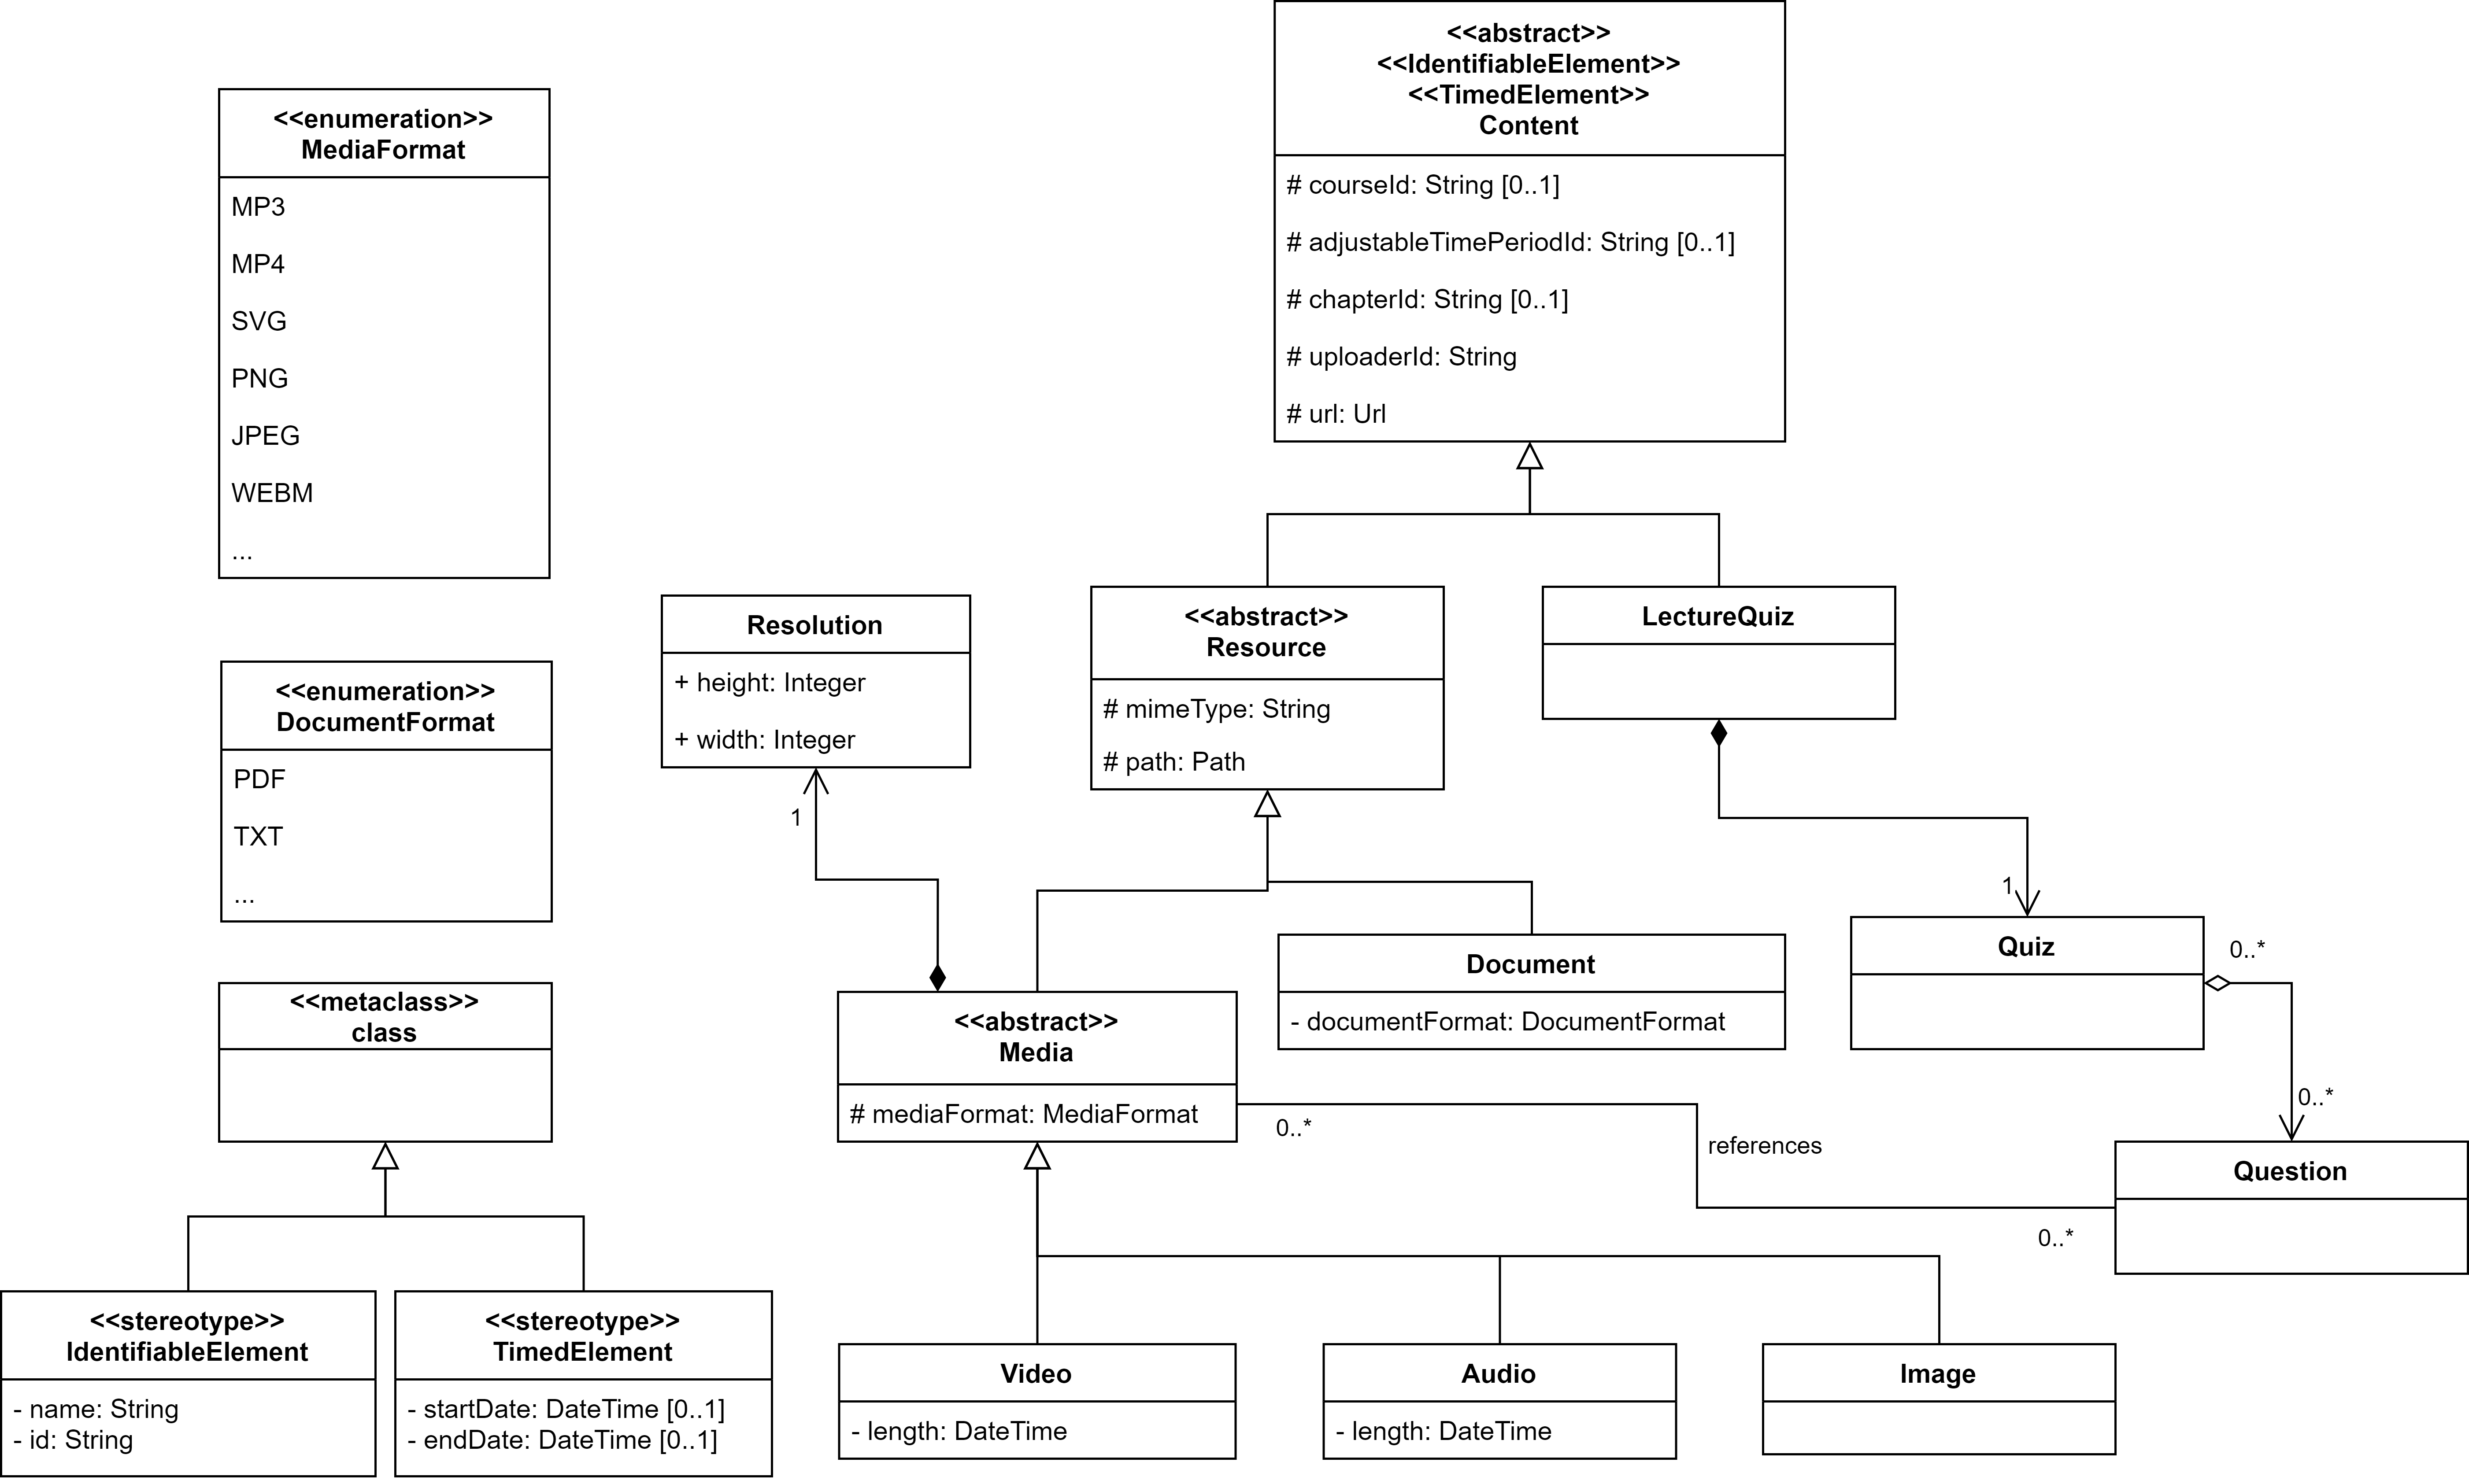 <<abstract>>
<<IdentifiableElement>>
<<TimedElement>>
Content
# courseId: String [0..1]
# adjustableTimePeriodId: String [0..1]
# chapterId: String [0..1]
# uploaderId: String
# url: Url
<<enumeration>>
MediaFormat
MP3
MP4
SVG
PNG
JPEG
WEBM
...
Resolution
+ height: Integer
+ width: Integer
1
<<abstract>>
Resource
# mimeType: String
# path: Path
LectureQuiz
<<enumeration>>
DocumentFormat
PDF
TXT
...
1
Quiz
0..*
0..*
Document
- documentFormat: DocumentFormat
<<metaclass>>
class
<<abstract>>
Media
# mediaFormat: MediaFormat
0..*
references
0..*
Question
<<stereotype>>
IdentifiableElement
- name: String
- id: String
<<stereotype>>
TimedElement
- startDate: DateTime [0..1]
- endDate: DateTime [0..1]
Video
- length: DateTime
Audio
- length: DateTime
Image